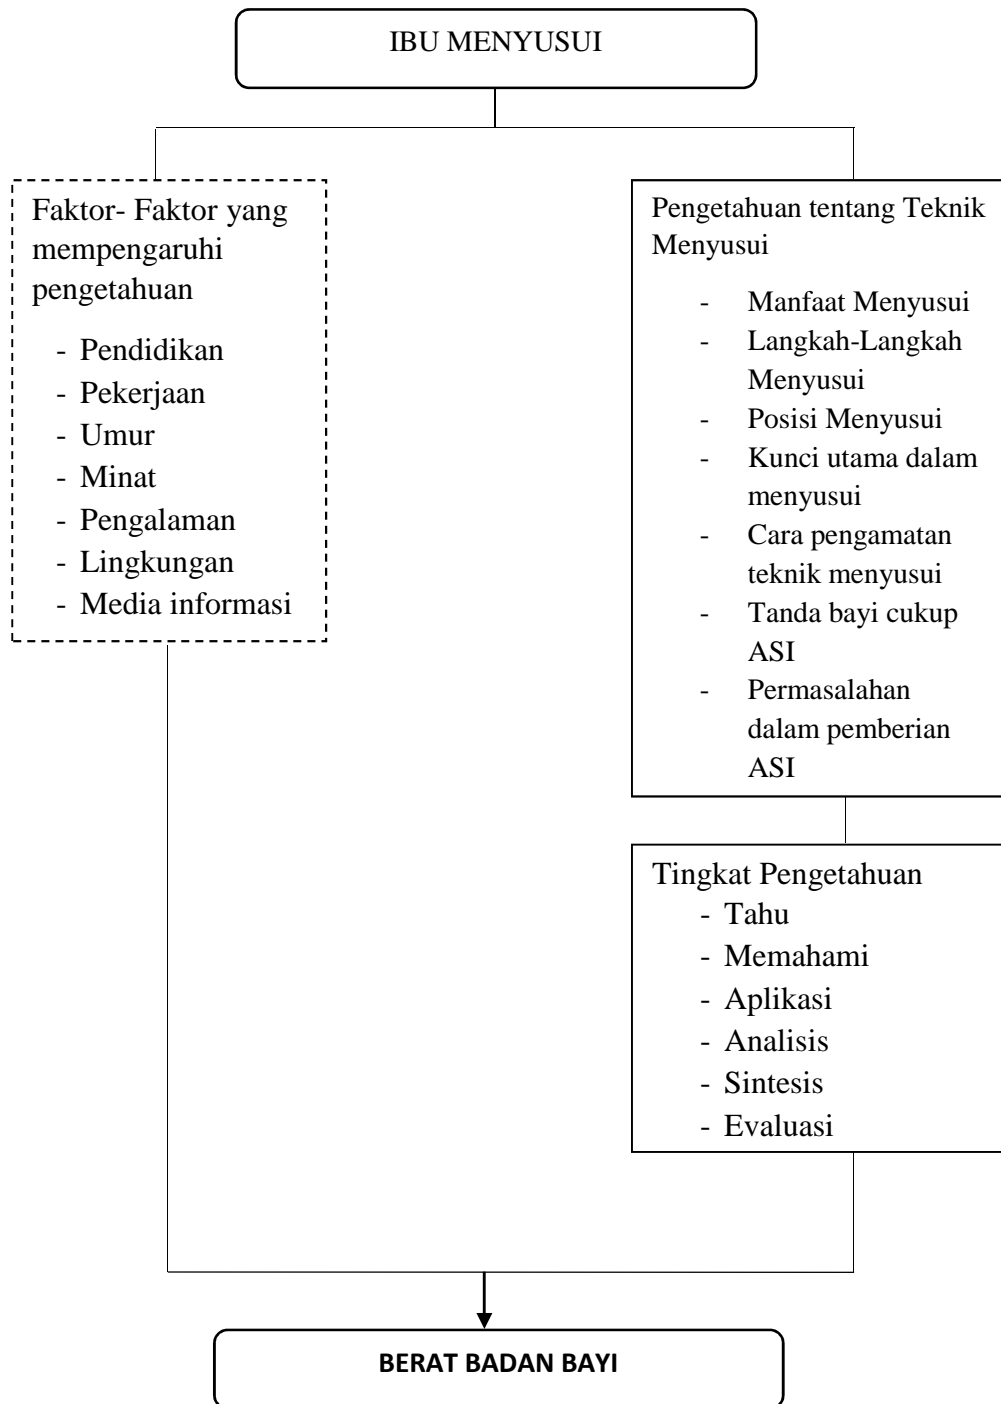 IBU MENYUSUI
Faktor- Faktor yang
mempengaruhi
pengetahuan
- Pendidikan
- Pekerjaan
- Umur
- Minat
- Pengalaman
- Lingkungan
- Media informasi
Pengetahuan tentang Teknik
Menyusui
- Manfaat Menyusui
- Langkah-Langkah
Menyusui
- Posisi Menyusui
- Kunci utama dalam
menyusui
- Cara pengamatan
teknik menyusui
- Tanda bayi cukup
ASI
- Permasalahan
dalam pemberian
ASI
Tingkat Pengetahuan
- Tahu
- Memahami
- Aplikasi
- Analisis
- Sintesis
- Evaluasi
BERAT BADAN BAYI